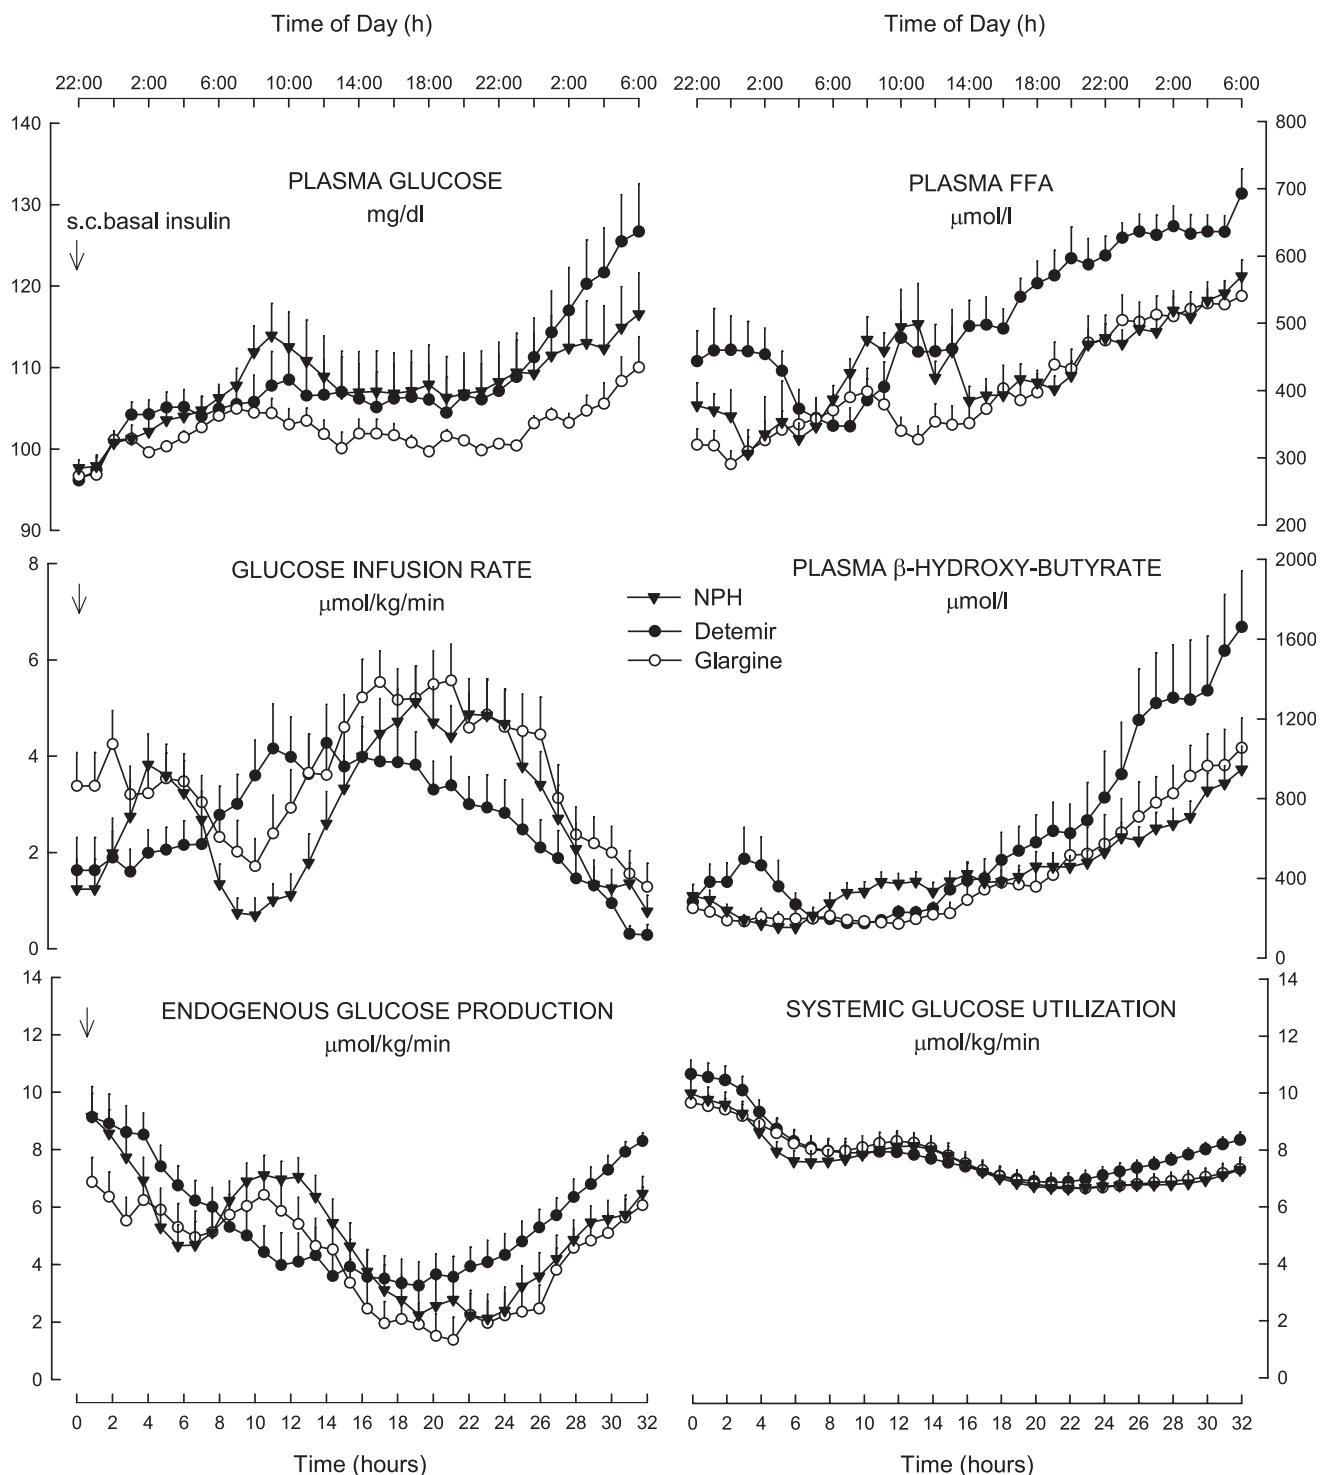 Time of Day (h)
Time of Day (h)
22:00 2:00 6:00 10:00 14:00 18:00 22:00 2:00 6:00
22:00 2:00 6:00 10:00 14:00 18:00 22:00 2:00 6:00
140
130
120
110
100
90
PLASMA GLUCOSE
mg/dl
s.c.basal insulin
PLASMA FFA
μmol/l
800
700
600
500
400
300
200
8
6
4
2
0
GLUCOSE INFUSION RATE
μmol/kg/min
NPH
Detemir
Glargine
PLASMA β-HYDROXY-BUTYRATE
μmol/l
2000
1600
1200
800
400
0
14
12
10
8
6
4
2
0
ENDOGENOUS GLUCOSE PRODUCTION
μmol/kg/min
SYSTEMIC GLUCOSE UTILIZATION
μmol/kg/min
14
12
10
8
6
4
2
0
0 2 4 6 8 10 12 14 16 18 20 22 24 26 28 30 32
0 2 4 6 8 10 12 14 16 18 20 22 24 26 28 30 32
Time (hours)
Time (hours)